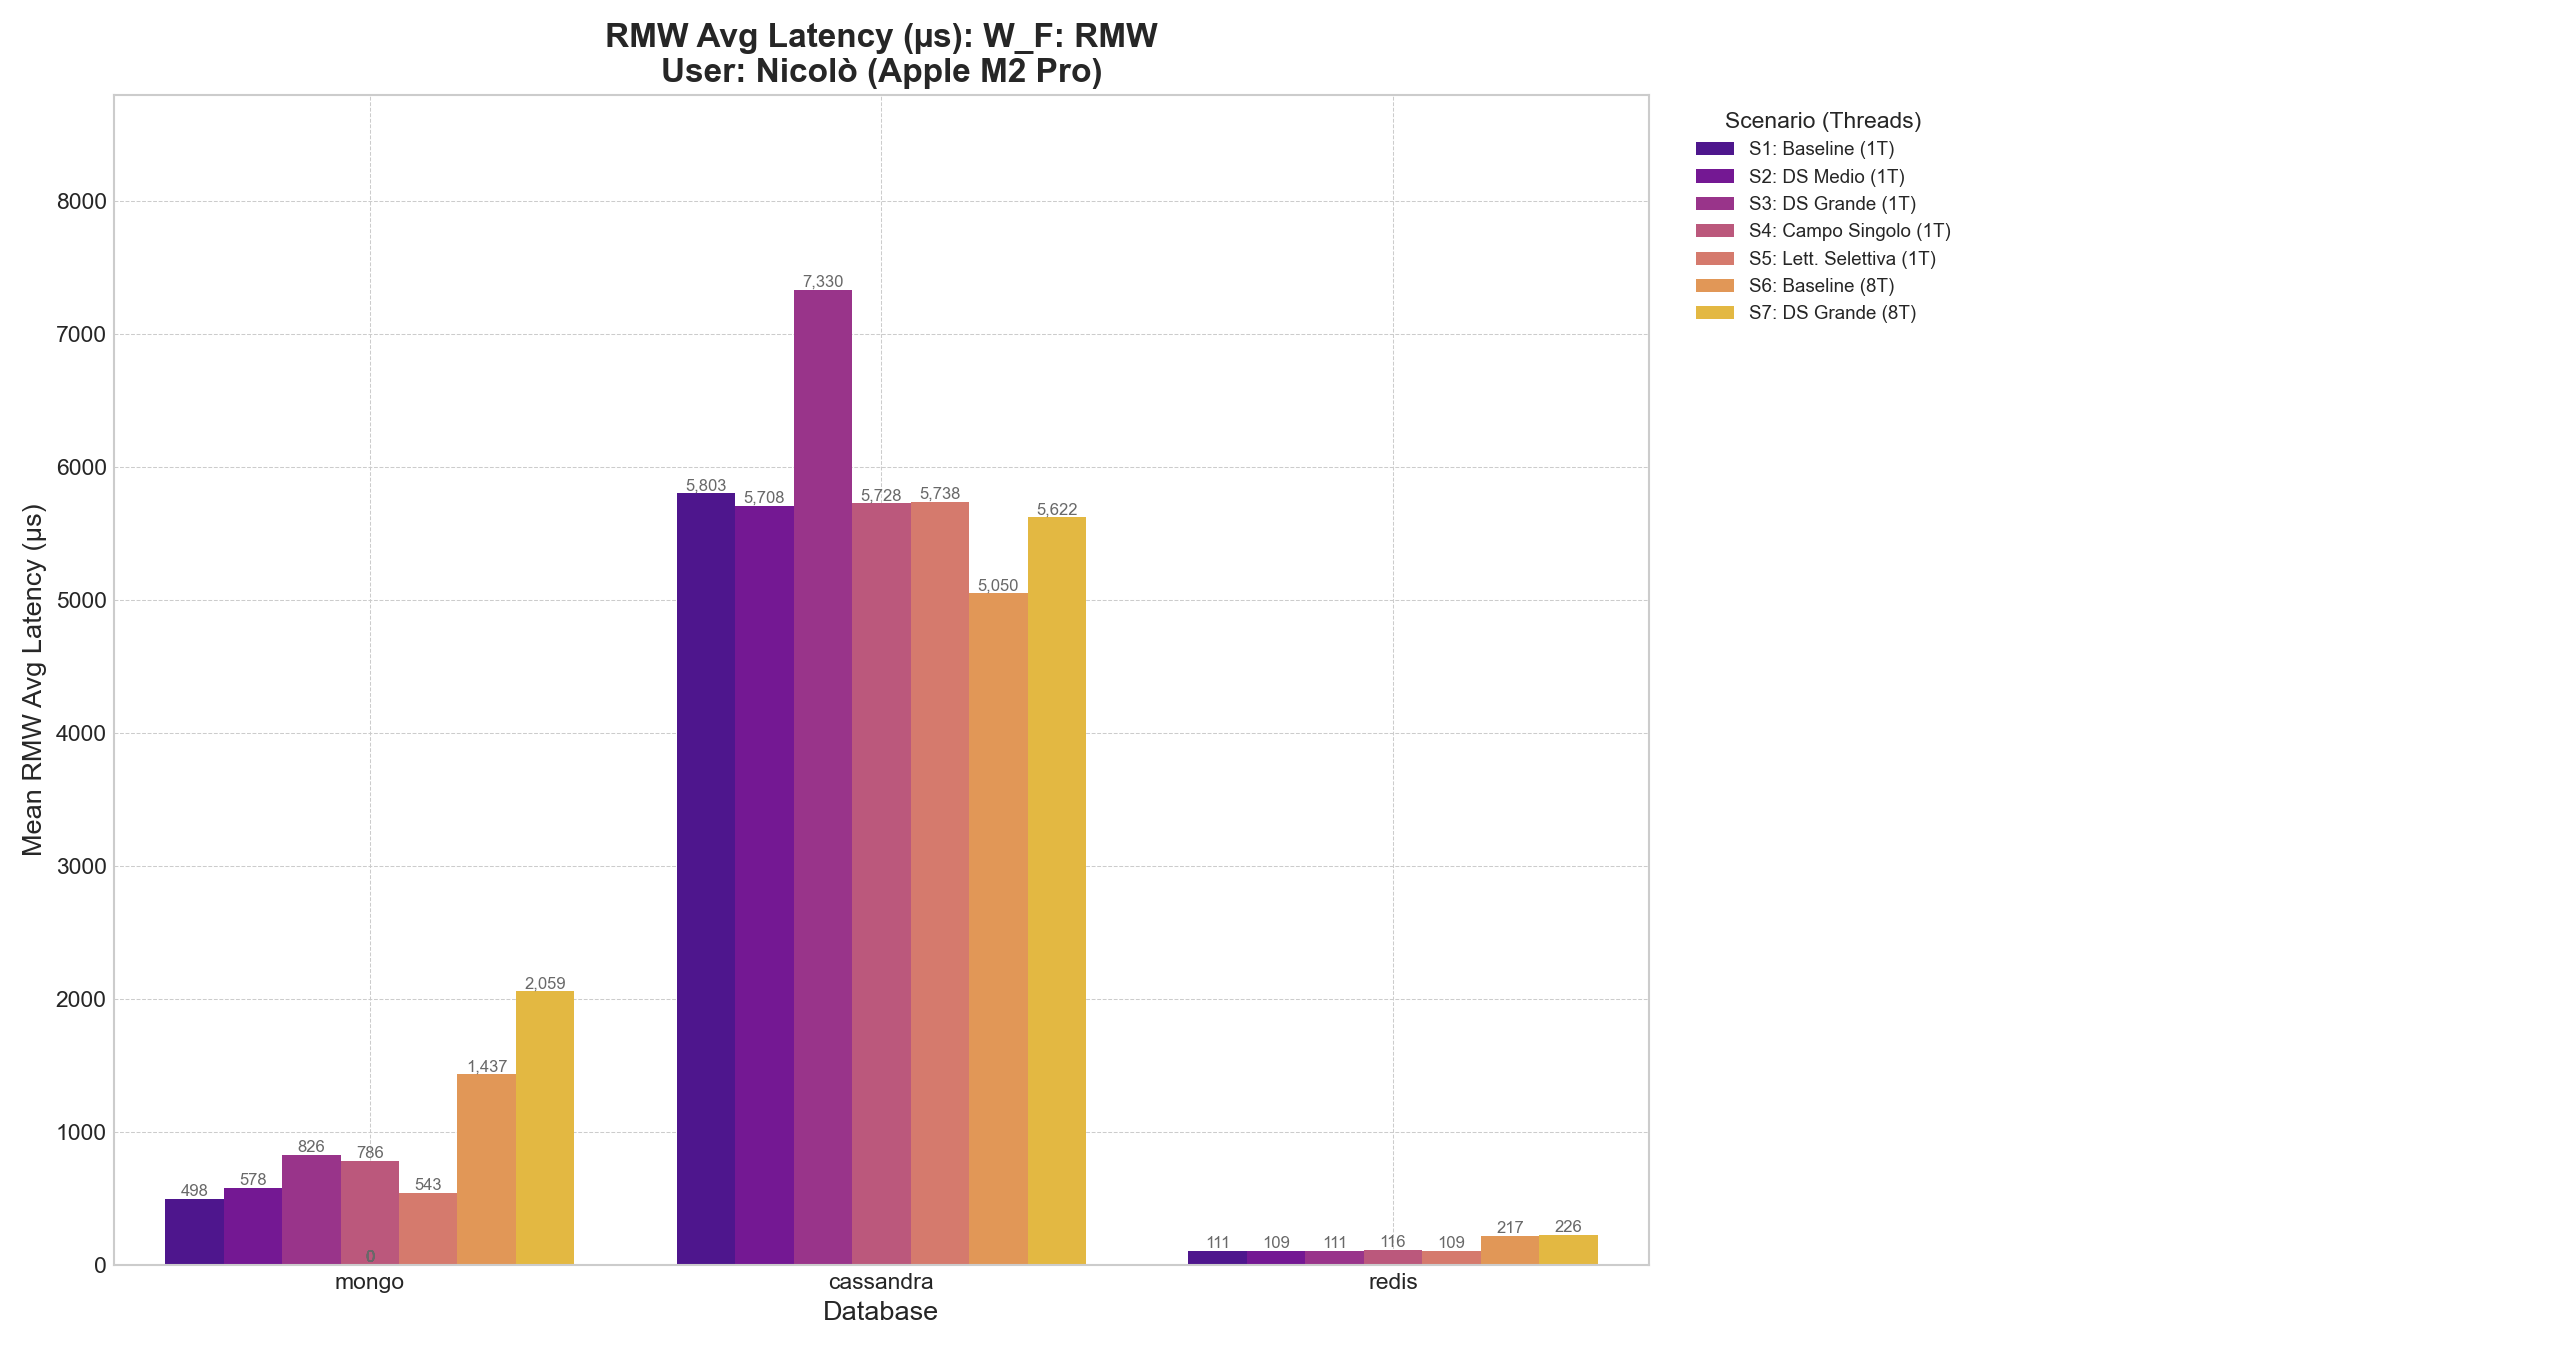 RMW Avg Latency (µs): W_F: RMW
User: Nicolò (Apple M2 Pro)
Scenario (Threads)
S1: Baseline (1T)
S2: DS Medio (1T)
S3: DS Grande (1T)
S4: Campo Singolo (1T)
S5: Lett. Selettiva (1T)
S6: Baseline (8T)
S7: DS Grande (8T)
Mean RMW Avg Latency (µs)
8000
7000
6000
5000
4000
3000
2000
1000
0
498
578
826
786
543
1,437
2,059
0
5,803
5,708
7,330
5,728
5,738
5,050
5,622
111
109
111
116
109
217
226
mongo
cassandra
redis
Database